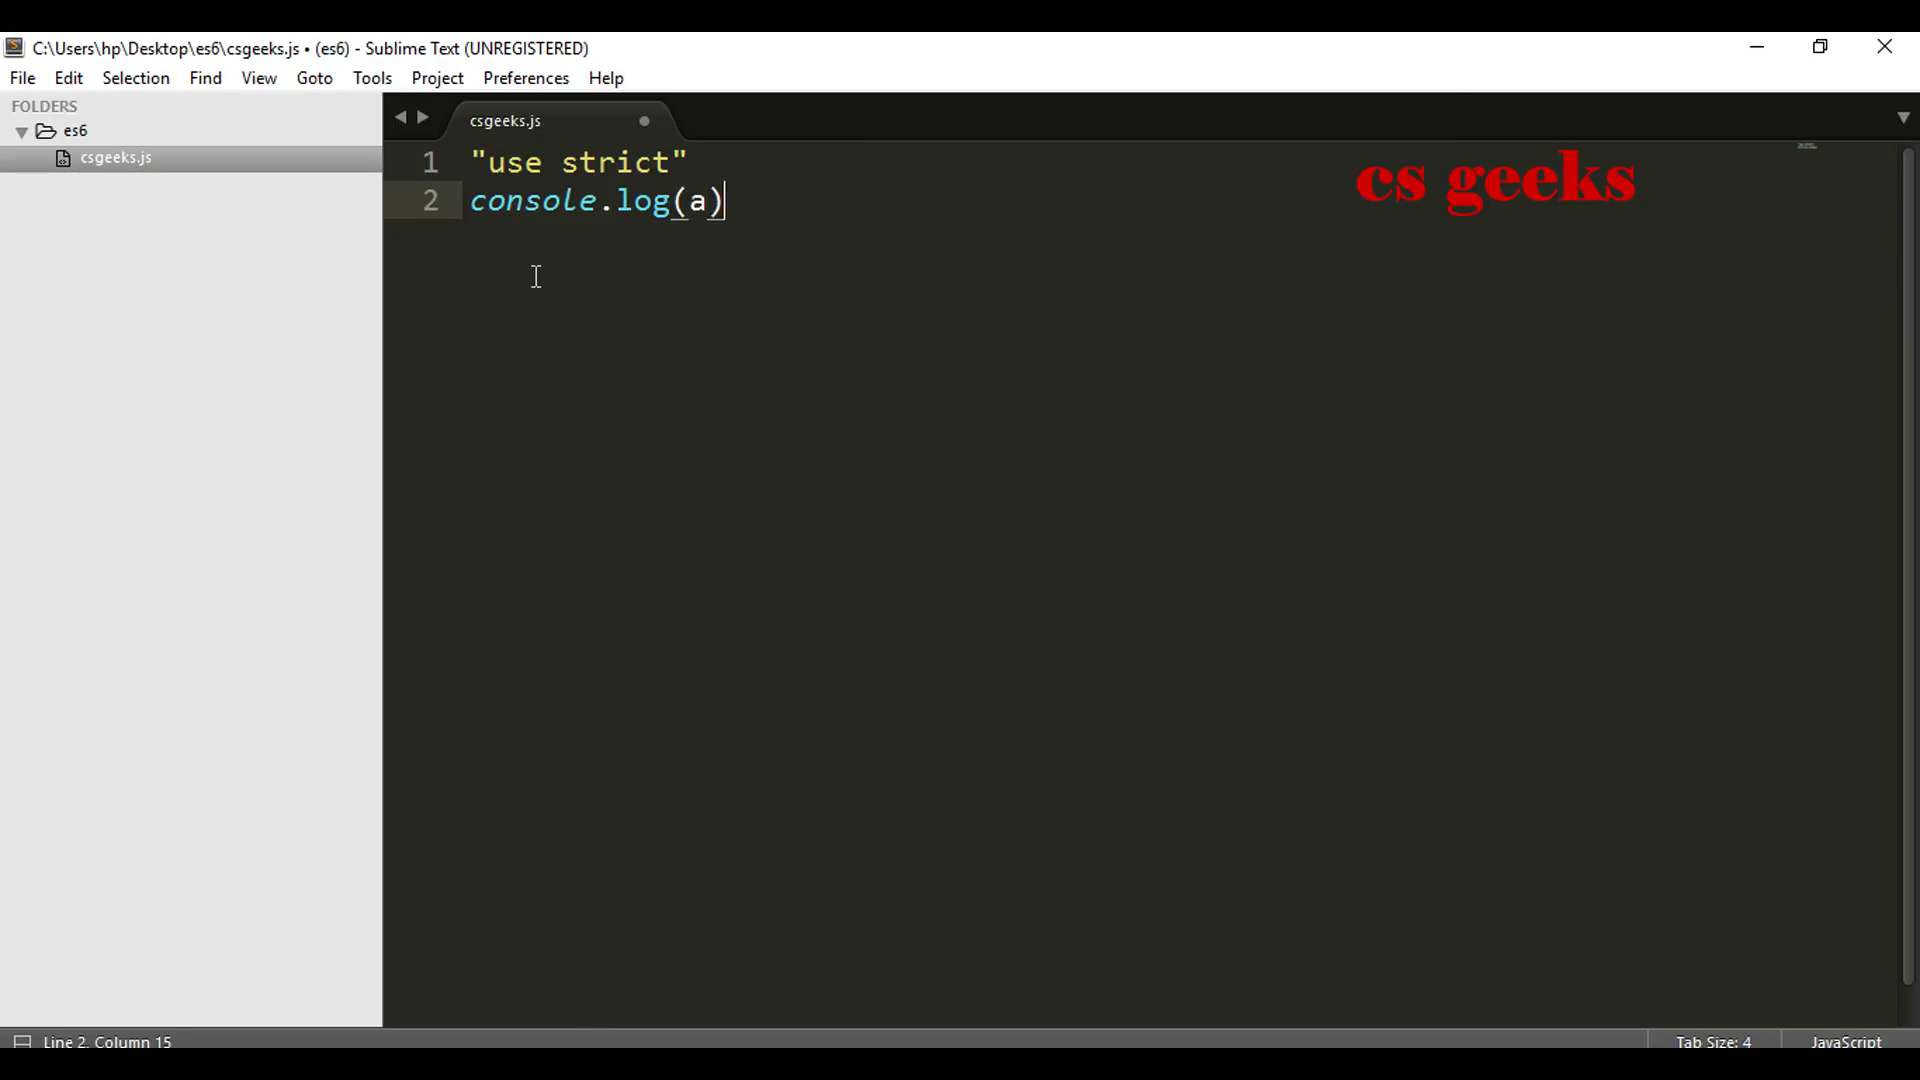 C:\Users\hp\Desktop\es6\csgeeks.js • (es6) - Sublime Text (UNREGISTERED)
File Edit Selection Find View Goto Tools Project Preferences Help
FOLDERS
es6
csgeeks.js
csgeeks.js
1 "use strict"
2 console.log(a)
cs geeks
Line 2, Column 15
Tab Size: 4
JavaScript